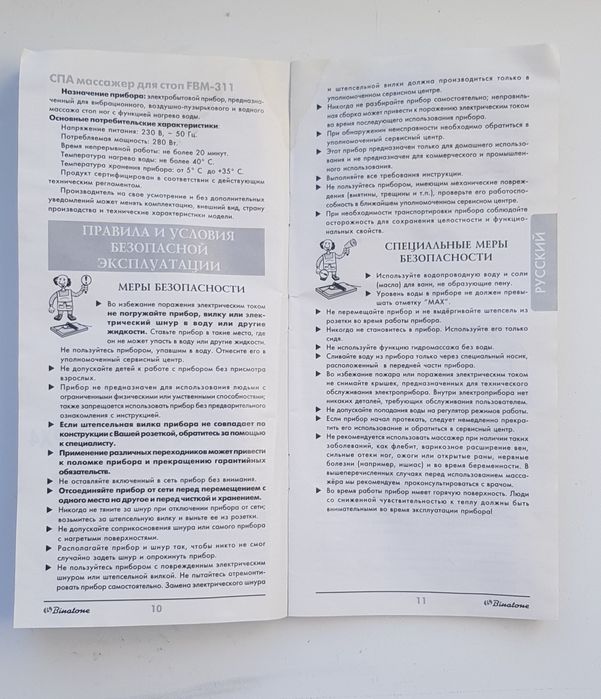 СПА массажер для стоп FBM-311
Назначение прибора: электробытовой прибор, предназна-
ченный для вибрационного, воздушно-пузырькового и водного
массажа стоп ног с функцией нагрева воды.
Основные потребительские характеристики:
Напряжение питания: 230 В, ~ 50 Гц.
Потребляемая мощность: 280 Вт.
Время непрерывной работы: не более 20 минут.
Температура нагрева воды: не более 40° С.
Температура хранения прибора: от 5° С до +35° С.
Продукт сертифицирован в соответствии с действующим
техническим регламентом.
Производитель на свое усмотрение и без дополнительных
уведомлений может менять комплектацию, внешний вид, страну
производства и технические характеристики модели.
ПРАВИЛА И УСЛОВИЯ
БЕЗОПАСНОЙ
ЭКСПЛУАТАЦИИ
МЕРЫ БЕЗОПАСНОСТИ
Во избежание поражения электрическим током
не погружайте прибор, вилку или элек-
трический шнур в воду или другие
жидкости. Ставьте прибор в такие места, где
он не может упасть в воду или другие жидкости.
Не пользуйтесь прибором, упавшим в воду. Отнесите его в
уполномоченный сервисный центр.
Не допускайте детей к работе с прибором без присмотра
взрослых.
Прибор не предназначен для использования людьми с
ограниченными физическими или умственными способностями;
также запрещается использовать прибор без предварительного
ознакомления с инструкцией.
Если штепсельная вилка прибора не совпадает по
конструкции с Вашей розеткой, обратитесь за помощью
к специалисту.
Применение различных переходников может привести
к поломке прибора и прекращению гарантийных
обязательств.
Не оставляйте включенный в сеть прибор без внимания.
Отсоединяйте прибор от сети перед перемещением с
одного места на другое и перед чисткой и хранением.
Никогда не тяните за шнур при отключении прибора от сети;
возьмитесь за штепсельную вилку и выньте ее из розетки.
Не допускайте соприкосновения шнура или самого прибора
с нагретыми поверхностями.
Располагайте прибор и шнур так, чтобы никто не смог
случайно задеть шнур и опрокинуть прибор.
Не пользуйтесь прибором с поврежденным электрическим
шнуром или штепсельной вилкой. Не пытайтесь отремонти-
ровать прибор самостоятельно. Замена электрического шнура
Binatone
10
и штепсельной вилки должна производиться только в
уполномоченном сервисном центре.
Никогда не разбирайте прибор самостоятельно; неправиль-
ная сборка может привести к поражению электрическим током
во время последующего использования прибора.
При обнаружении неисправности необходимо обратиться в
уполномоченный сервисный центр.
Этот прибор предназначен только для домашнего использо-
вания и не предназначен для коммерческого и промышлен-
ного использования.
Выполняйте все требования инструкции.
Не пользуйтесь прибором, имеющим механические повреж-
дения (вмятины, трещины и т.п.), проверьте его работоспо-
собность в ближайшем уполномоченном сервисном центре.
При необходимости транспортировки прибора соблюдайте
осторожность для сохранения целостности и функцио-
нальных свойств.
СПЕЦИАЛЬНЫЕ МЕРЫ
БЕЗОПАСНОСТИ
Используйте водопроводную воду и соли
(масло) для ванн, не образующие пену.
Уровень воды в приборе не должен превы-
шать отметку "MAX".
Не перемещайте прибор и не выдёргивайте штепсель из
розетки во время работы прибора.
Никогда не становитесь в прибор. Используйте его только
сидя.
Не используйте функцию гидромассажа без воды.
Сливайте воду из прибора только через специальный носик,
расположенный в передней части прибора.
Во избежание пожара или поражения электрическим током
не снимайте крышек, предназначенных для технического
обслуживания электроприбора. Внутри электроприбора нет
никаких деталей, требующих обслуживания пользователем.
Не допускайте попадания воды на регулятор режимов работы.
Если прибор начал протекать, следует немедленно прекра-
тить его использование и обратиться в сервисный центр.
Не рекомендуется использовать массажер при наличии таких
заболеваний, как флебит, варикозное расширение вен,
сильные отеки ног, ожоги или открытые раны, нервные
болезни (например, ишиас) и во время беременности. В
вышеперечисленных случаях перед использованием масса-
жёра мы рекомендуем проконсультироваться с врачом.
Во время работы прибор имеет горячую поверхность. Люди
со сниженной чувствительностью к теплу должны быть
внимательными во время эксплуатации прибора!
РУССКИЙ
11
Binatone